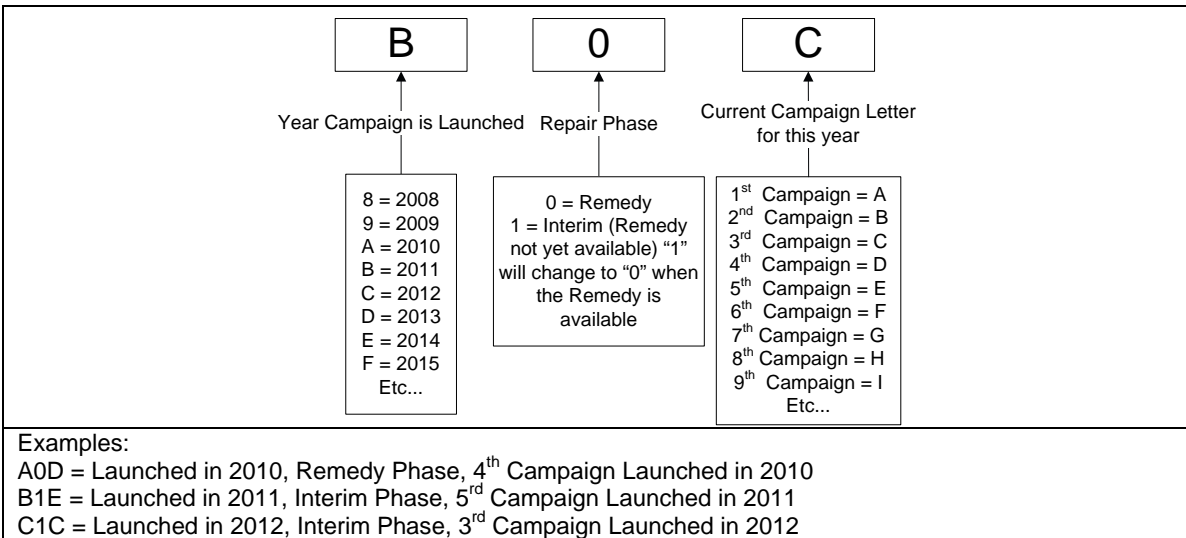 B 0 C
Year Campaign is Launched
Repair Phase
Current Campaign Letter
for this year
8 = 2008
9 = 2009
A = 2010
B = 2011
C = 2012
D = 2013
E = 2014
F = 2015
Etc...
0 = Remedy
1 = Interim (Remedy
not yet available) “1”
will change to “0” when
the Remedy is
available
1st Campaign = A
2nd Campaign = B
3rd Campaign = C
4th Campaign = D
5th Campaign = E
6th Campaign = F
7th Campaign = G
8th Campaign = H
9th Campaign = I
Etc...
Examples:
A0D = Launched in 2010, Remedy Phase, 4th Campaign Launched in 2010
B1E = Launched in 2011, Interim Phase, 5rd Campaign Launched in 2011
C1C = Launched in 2012, Interim Phase, 3rd Campaign Launched in 2012